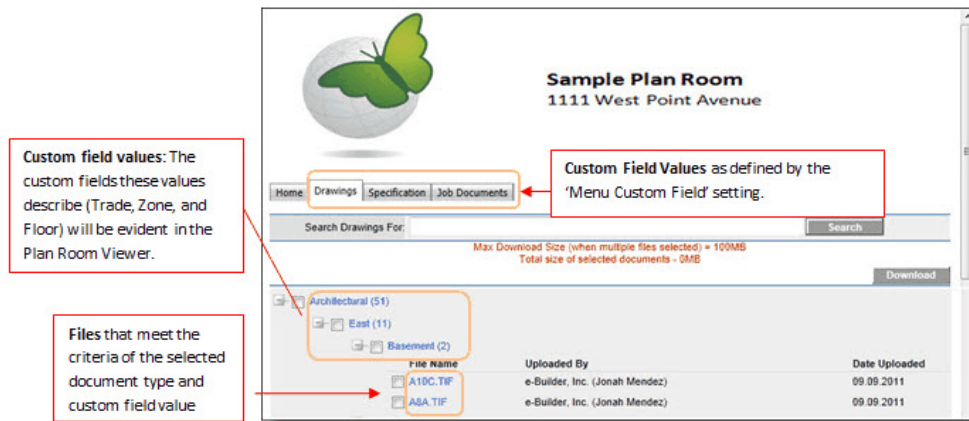 Sample Plan Room
1111 West Point Avenue
Custom field values: The
custom fields these values
describe (Trade, Zone, and
Floor) will be evident in the
Plan Room Viewer.
Custom Field Values as defined by the
‘Menu Custom Field’ setting.
Home Drawings Specification Job Documents
Search Drawings For: Search
Max Download Size (when multiple files selected) = 100MB
Total size of selected documents - 0MB
Download
Architectural (51)
East (11)
Basement (2)
Files that meet the
criteria of the selected
document type and
custom field value
File Name Uploaded By Date Uploaded
A10C.TIF e-Builder, Inc. (Jonah Mendez) 09.09.2011
A8A.TIF e-Builder, Inc. (Jonah Mendez) 09.09.2011